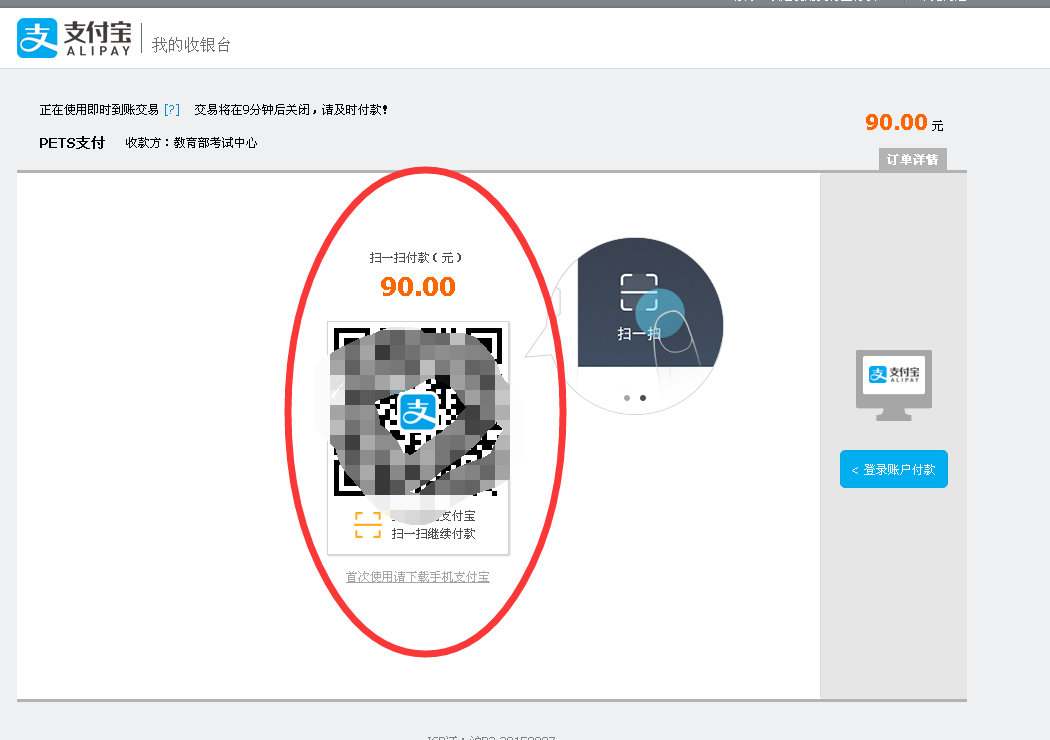 支付宝
ALIPAY
我的收银台
正在使用即时到账交易 [?] 交易将在9分钟后关闭，请及时付款！
90.00 元
PETS支付 收款方：教育部考试中心
订单详情
扫一扫付款（元）
90.00
扫一扫
支
支付宝
ALIPAY
< 登录账户付款
支付宝
扫一扫继续付款
首次使用请下载手机支付宝